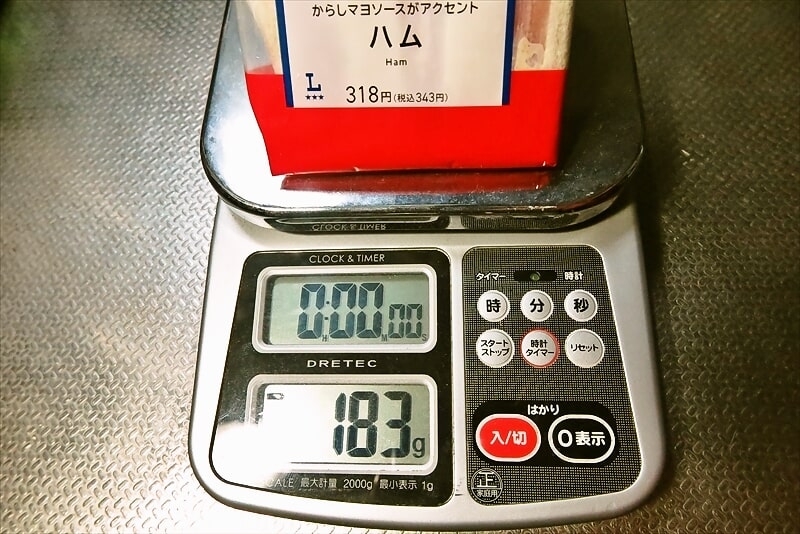 からしマヨソースがアクセント
ハム
Ham
L
318円(税込343円)
CLOCK & TIMER
0:00 00
H M S
DRETEC
183g
SCALE 最大計量 2000g 最小表示 1g
タイマー 時計
時 分 秒
スタート
ストップ
時計
タイマー
リセット
はかり
入/切
0表示
正
家庭用